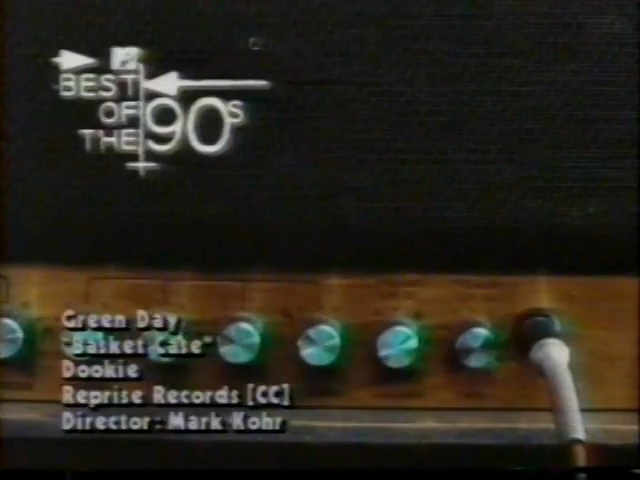 BEST
OF
THE 90s
Green Day
"Basket Case"
Dookie
Reprise Records [CC]
Director: Mark Kohr